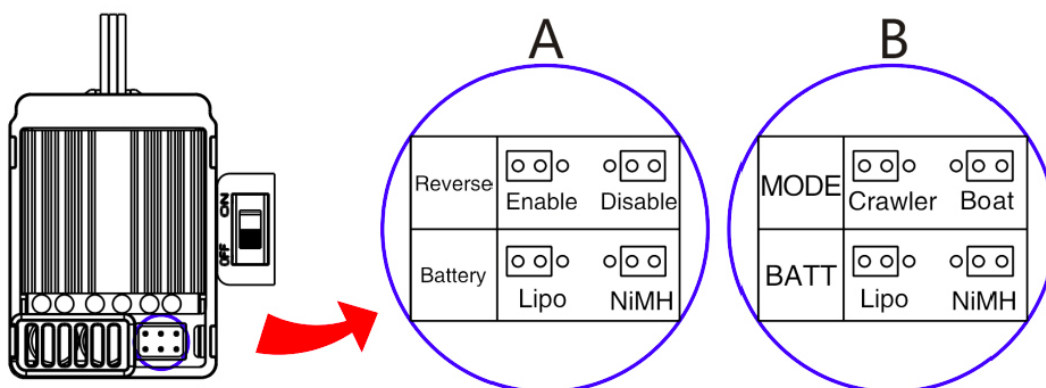 A
B
Reverse
Enable
Disable
Battery
Lipo
NiMH
MODE
Crawler
Boat
BATT
Lipo
NiMH
ON
OFF